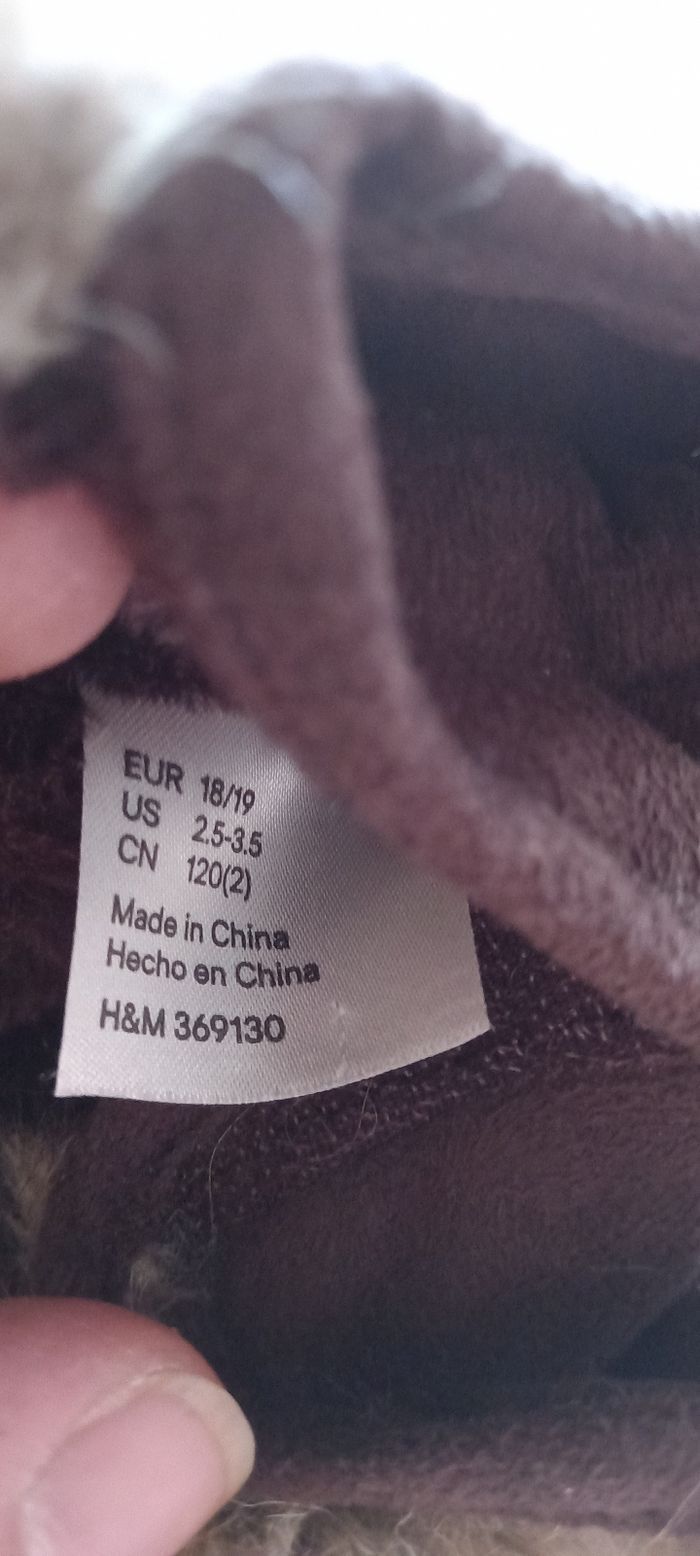 EUR 18/19
US 2.5-3.5
CN 120(2)
Made in China
Hecho en China
H&M 369130